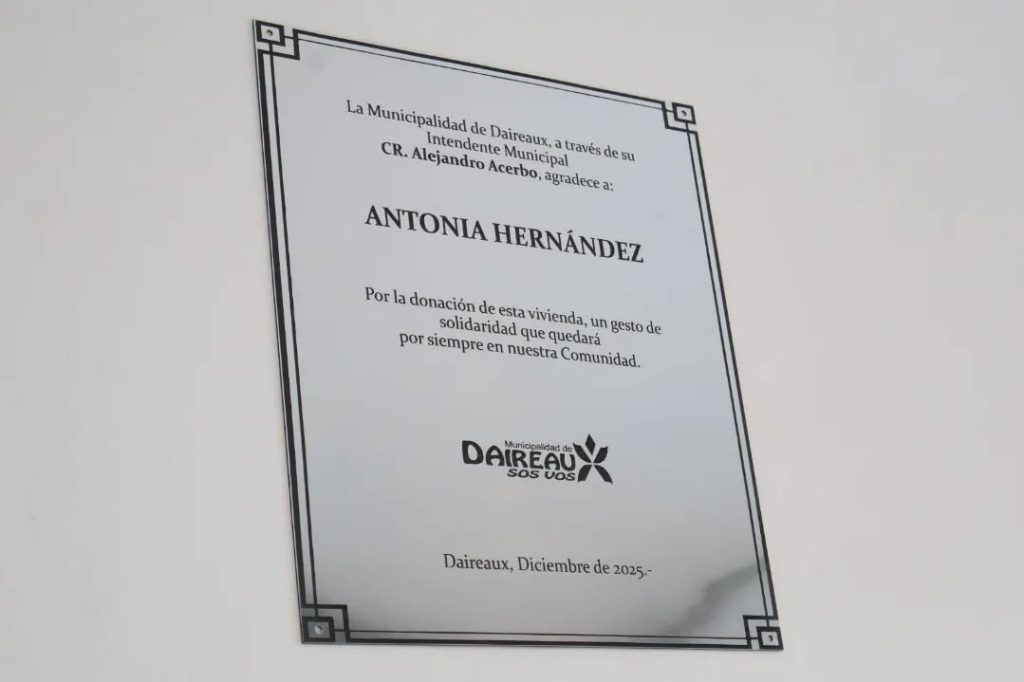 La Municipalidad de Daireaux, a través de su
Intendente Municipal
CR. Alejandro Acerbo, agradece a:
ANTONIA HERNÁNDEZ
Por la donación de esta vivienda, un gesto de
solidaridad que quedará
por siempre en nuestra Comunidad.
Municipalidad de
DAIREAUX
SOS VOS
Daireaux, Diciembre de 2025.-